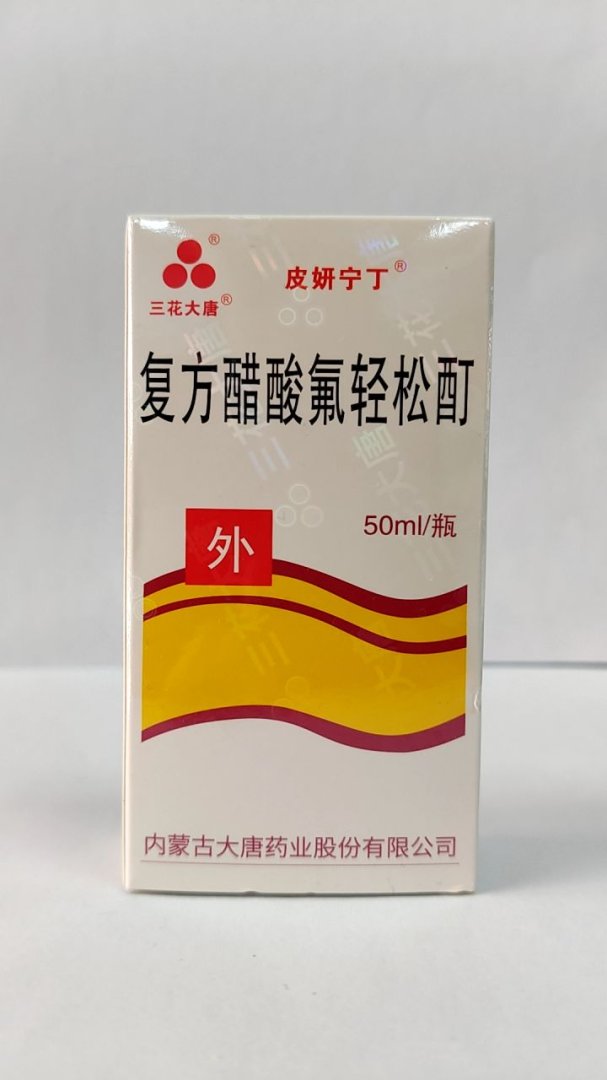 皮妍宁丁®
三花大唐®
复方醋酸氟轻松酊
50ml/瓶
外
内蒙古大唐药业股份有限公司